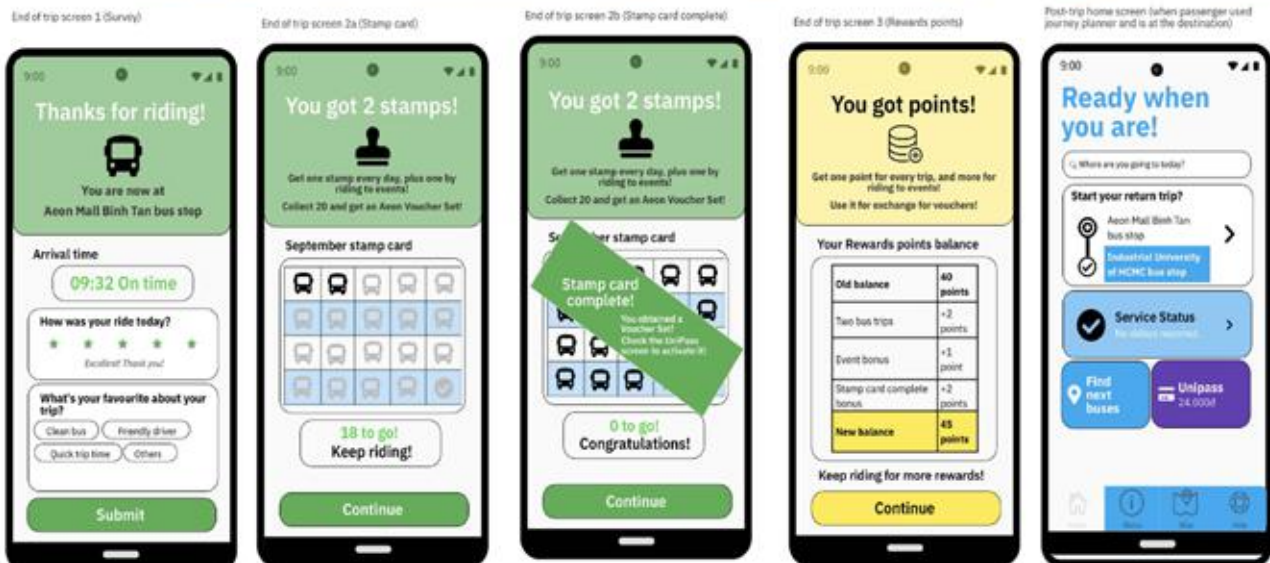 End of trip screen 1 (Survey)
9:00
Thanks for riding!
You are now at
Aeon Mall Binh Tan bus stop
Arrival time
09:32 On time
How was your ride today?
Excellent! Thank you!
What's your favourite about your
trip?
Clean bus
Friendly driver
Quick trip time
Others
Submit
End of trip screen 2a (Stamp card)
9:00
You got 2 stamps!
Get one stamp every day, plus one by
riding to events!
Collect 20 and get an Aeon Voucher Set!
September stamp card
18 to go!
Keep riding!
Continue
End of trip screen 2b (Stamp card complete)
9:00
You got 2 stamps!
Get one stamp every day, plus one by
riding to events!
Collect 20 and get an Aeon Voucher Set!
September stamp card
Stamp card
complete!
You obtained a
Voucher Set!
Check the UniPass
screen to activate it!
0 to go!
Congratulations!
Continue
End of trip screen 3 (Rewards points)
9:00
You got points!
Get one point for every trip, and more for
riding to events!
Use it for exchange for vouchers!
Your Rewards points balance
Old balance 40 points
Two bus trips +2 points
Event bonus +1 point
Stamp card complete bonus +2 points
New balance 45 points
Keep riding for more rewards!
Continue
Post-trip home screen (when passenger used
journey planner and is at the destination)
9:00
Ready when
you are!
Where are you going to today?
Start your return trip?
Aeon Mall Binh Tan
bus stop
Industrial University
of HCMC bus stop
Service Status
Find
next
buses
Unipass
24.000đ
Map
Help